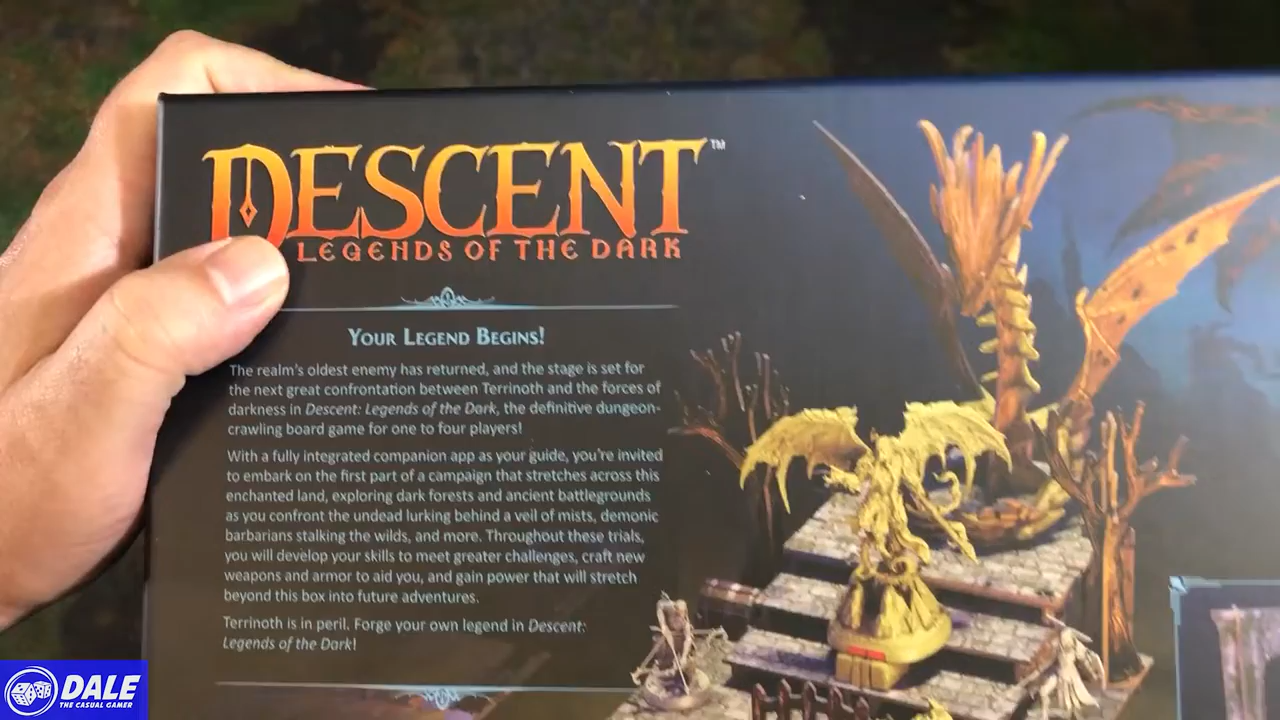 DESCENT™
LEGENDS OF THE DARK
YOUR LEGEND BEGINS!
The realm's oldest enemy has returned, and the stage is set for
the next great confrontation between Terrinoth and the forces of
darkness in Descent: Legends of the Dark, the definitive dungeon-
crawling board game for one to four players!
With a fully integrated companion app as your guide, you're invited
to embark on the first part of a campaign that stretches across this
enchanted land, exploring dark forests and ancient battlegrounds
as you confront the undead lurking behind a veil of mists, demonic
barbarians stalking the wilds, and more. Throughout these trials,
you will develop your skills to meet greater challenges, craft new
weapons and armor to aid you, and gain power that will stretch
beyond this box into future adventures.
Terrinoth is in peril. Forge your own legend in Descent:
Legends of the Dark!
DALE
THE CASUAL GAMER